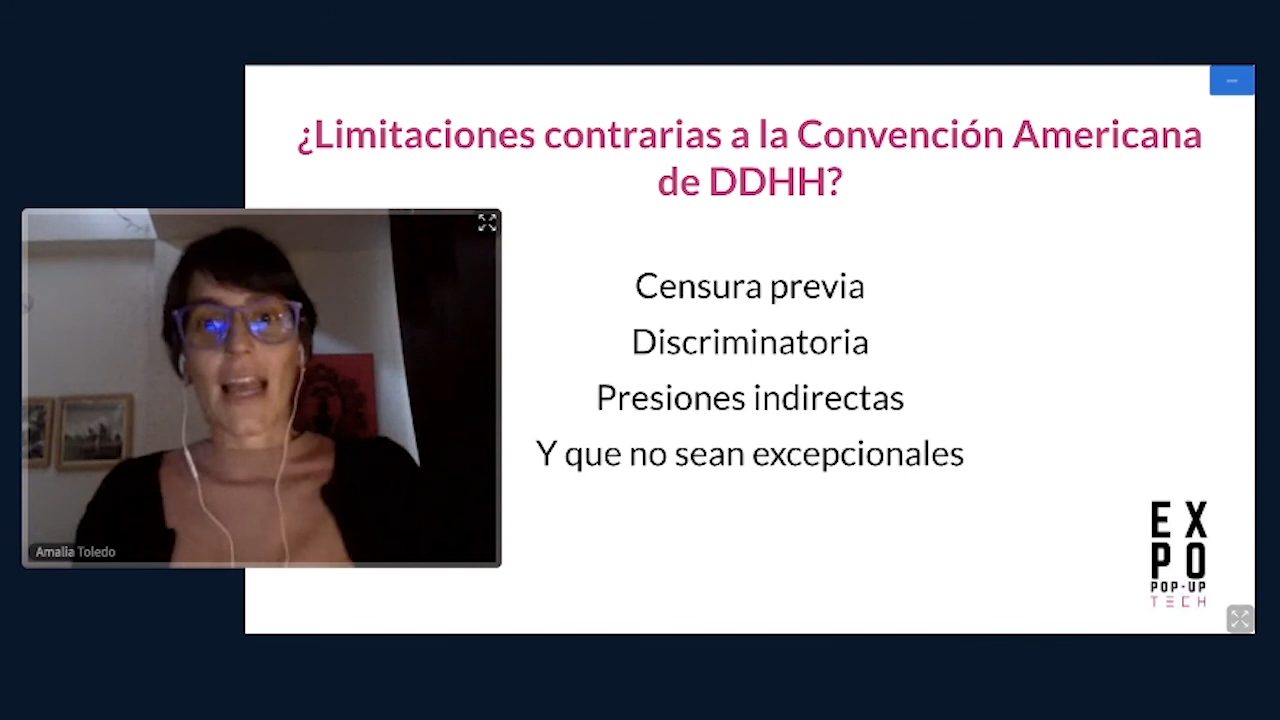 ¿Limitaciones contrarias a la Convención Americana
de DDHH?
Censura previa
Discriminatoria
Presiones indirectas
Y que no sean excepcionales
Amalia Toledo
EX
PO
POP-UP
TECH